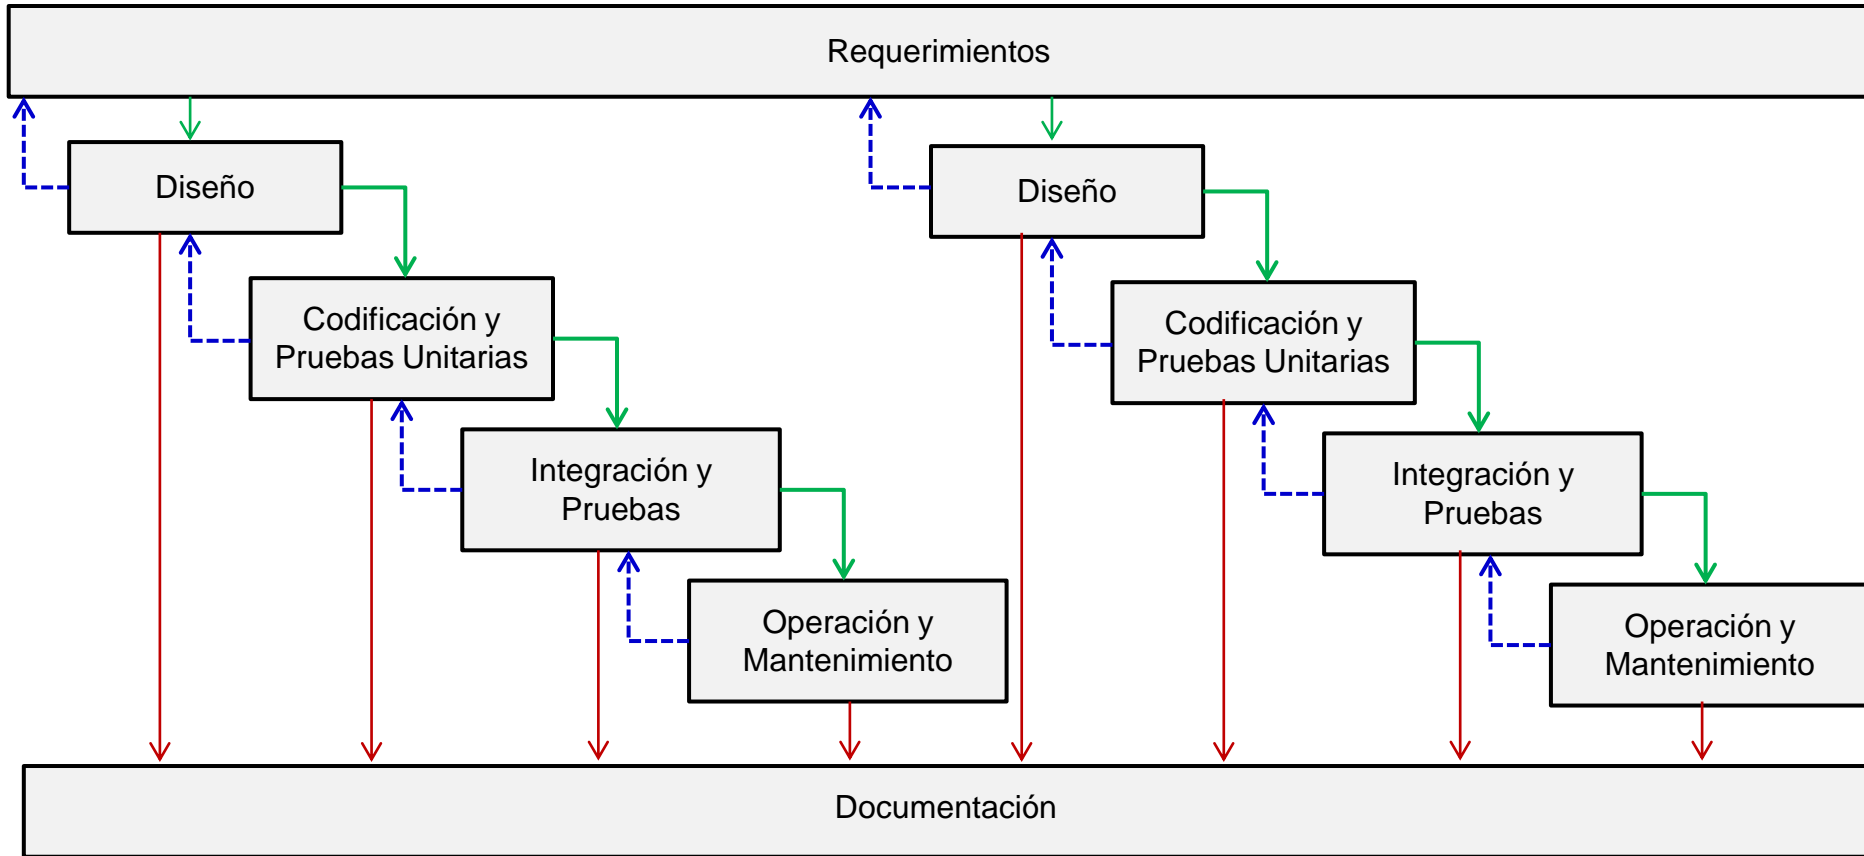 Requerimientos
Diseño
Codificación y
Pruebas Unitarias
Integración y
Pruebas
Operación y
Mantenimiento
Diseño
Codificación y
Pruebas Unitarias
Integración y
Pruebas
Operación y
Mantenimiento
Documentación